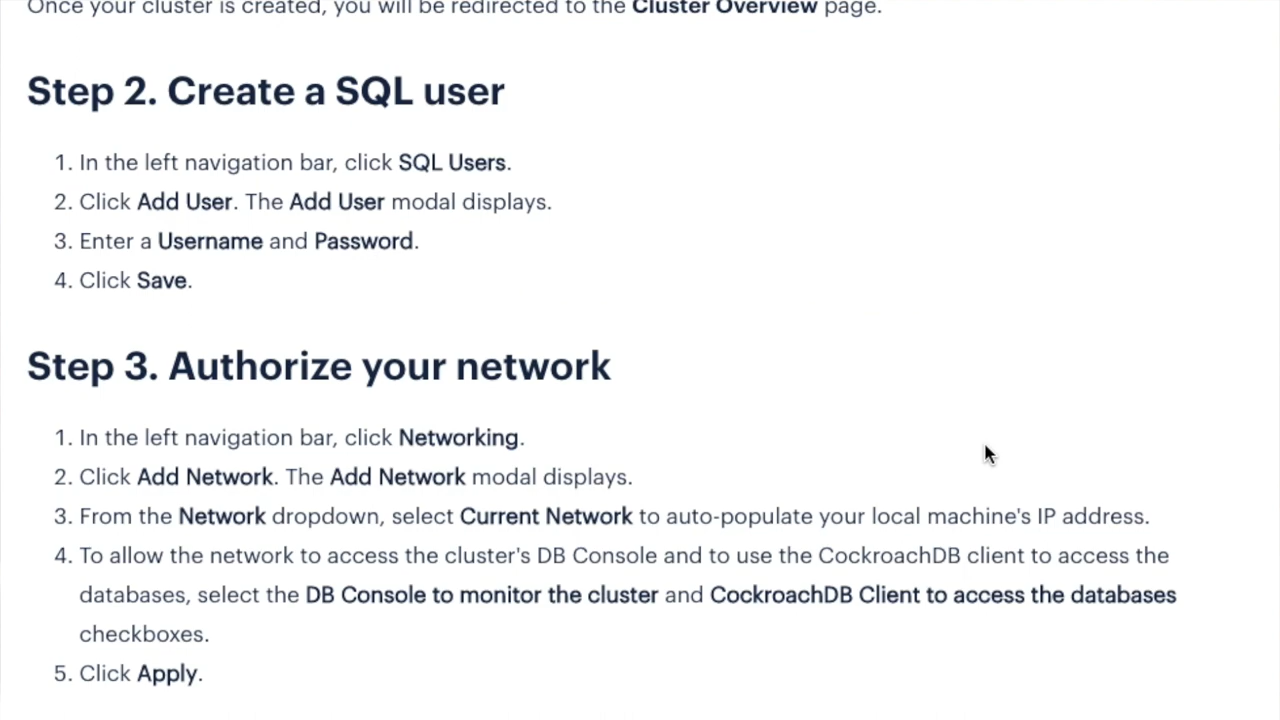 Once your cluster is created, you will be redirected to the Cluster Overview page.
Step 2. Create a SQL user
1. In the left navigation bar, click SQL Users.
2. Click Add User. The Add User modal displays.
3. Enter a Username and Password.
4. Click Save.
Step 3. Authorize your network
1. In the left navigation bar, click Networking.
2. Click Add Network. The Add Network modal displays.
3. From the Network dropdown, select Current Network to auto-populate your local machine's IP address.
4. To allow the network to access the cluster's DB Console and to use the CockroachDB client to access the
databases, select the DB Console to monitor the cluster and CockroachDB Client to access the databases
checkboxes.
5. Click Apply.